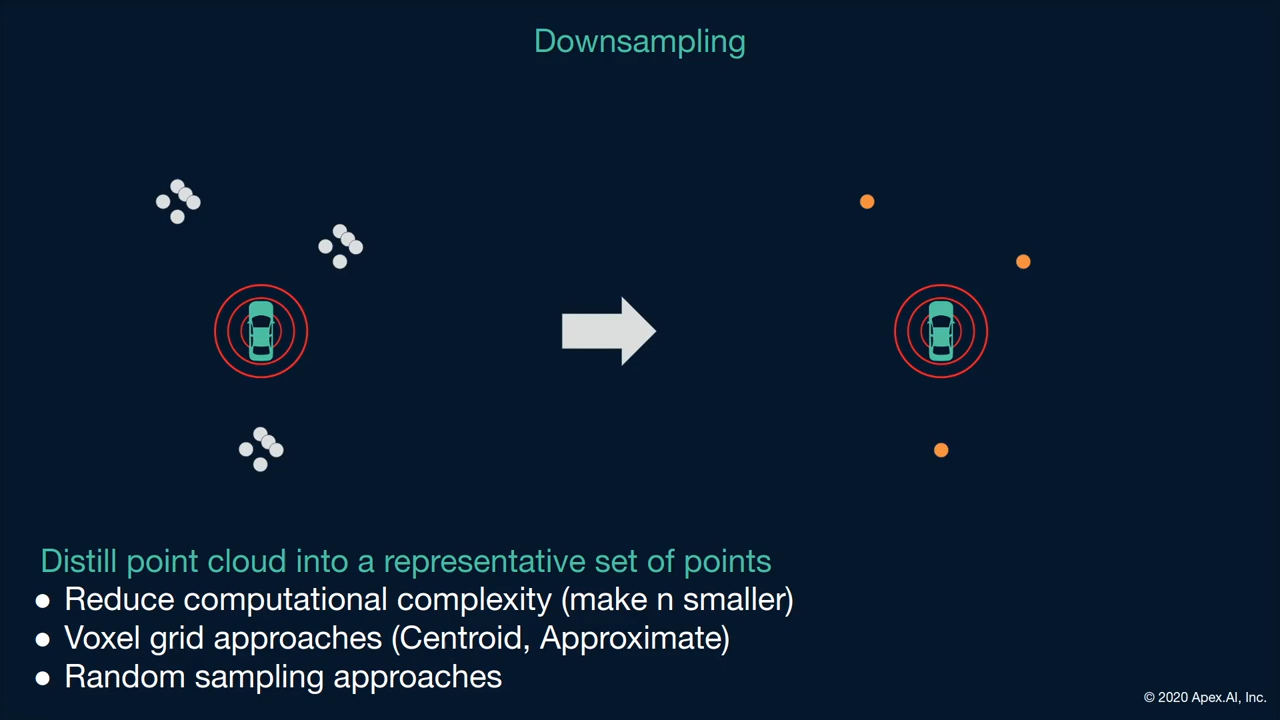 Downsampling
Distill point cloud into a representative set of points
● Reduce computational complexity (make n smaller)
● Voxel grid approaches (Centroid, Approximate)
● Random sampling approaches
© 2020 Apex.AI, Inc.